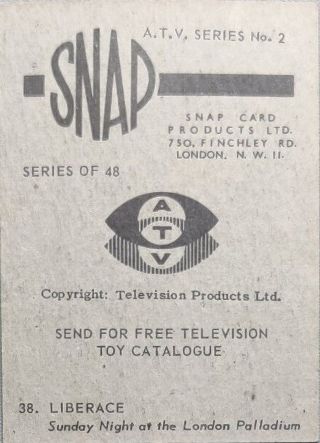 A.T.V. SERIES No. 2
SNAP
SNAP CARD
PRODUCTS LTD.
750, FINCHLEY RD.
LONDON, N.W. 11.
SERIES OF 48
ATV
Copyright: Television Products Ltd.
SEND FOR FREE TELEVISION
TOY CATALOGUE
38. LIBERACE
Sunday Night at the London Palladium